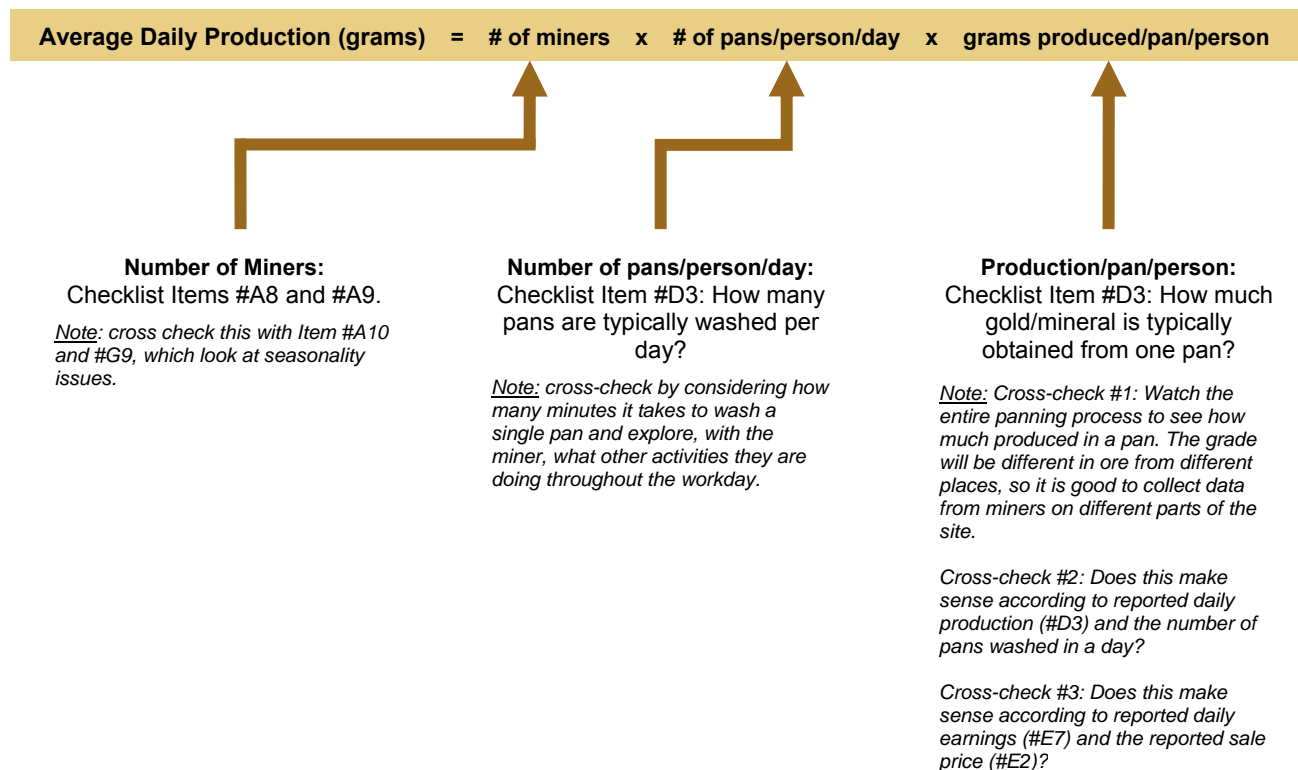 Average Daily Production (grams) = # of miners x # of pans/person/day x grams produced/pan/person
Number of Miners:
Checklist Items #A8 and #A9.
Note: cross check this with Item #A10
and #G9, which look at seasonality
issues.
Number of pans/person/day:
Checklist Item #D3: How many
pans are typically washed per
day?
Note: cross-check by considering how
many minutes it takes to wash a
single pan and explore, with the
miner, what other activities they are
doing throughout the workday.
Production/pan/person:
Checklist Item #D3: How much
gold/mineral is typically
obtained from one pan?
Note: Cross-check #1: Watch the
entire panning process to see how
much produced in a pan. The grade
will be different in ore from different
places, so it is good to collect data
from miners on different parts of the
site.
Cross-check #2: Does this make
sense according to reported daily
production (#D3) and the number of
pans washed in a day?
Cross-check #3: Does this make
sense according to reported daily
earnings (#E7) and the reported sale
price (#E2)?